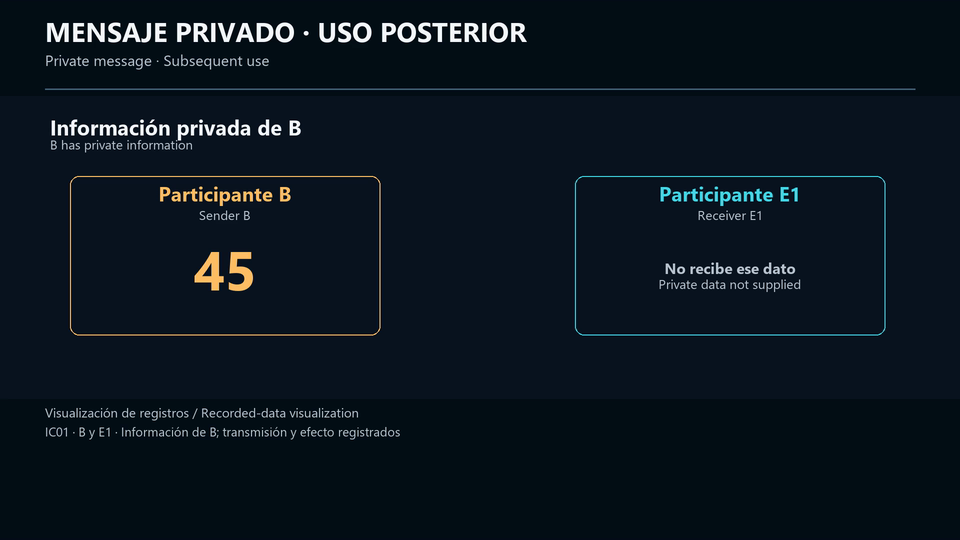 MENSAJE PRIVADO · USO POSTERIOR
Private message · Subsequent use
Información privada de B
B has private information
Participante B
Sender B
45
Participante E1
Receiver E1
No recibe ese dato
Private data not supplied
Visualización de registros / Recorded-data visualization
IC01 · B y E1 · Información de B; transmisión y efecto registrados